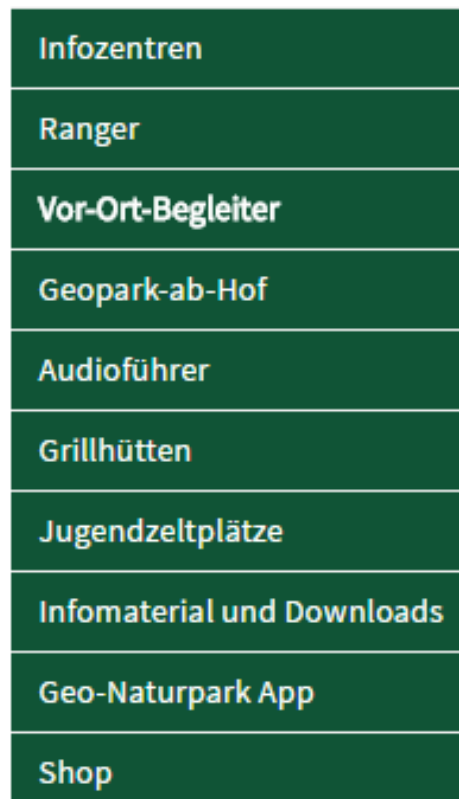 Infozentren
Ranger
Vor-Ort-Begleiter
Geopark-ab-Hof
Audioführer
Grillhütten
Jugendzeltplätze
Infomaterial und Downloads
Geo-Naturpark App
Shop